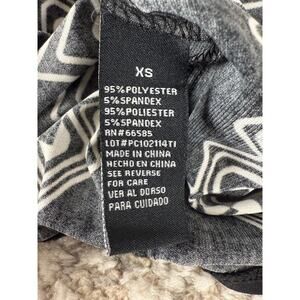 XS
95%POLYESTER
5%SPANDEX
95%POLIESTER
5%SPANDEX
RN#66585
LOT#PC102114TI
MADE IN CHINA
HECHO EN CHINA
SEE REVERSE
FOR CARE
VER AL DORSO
PARA CUIDADO